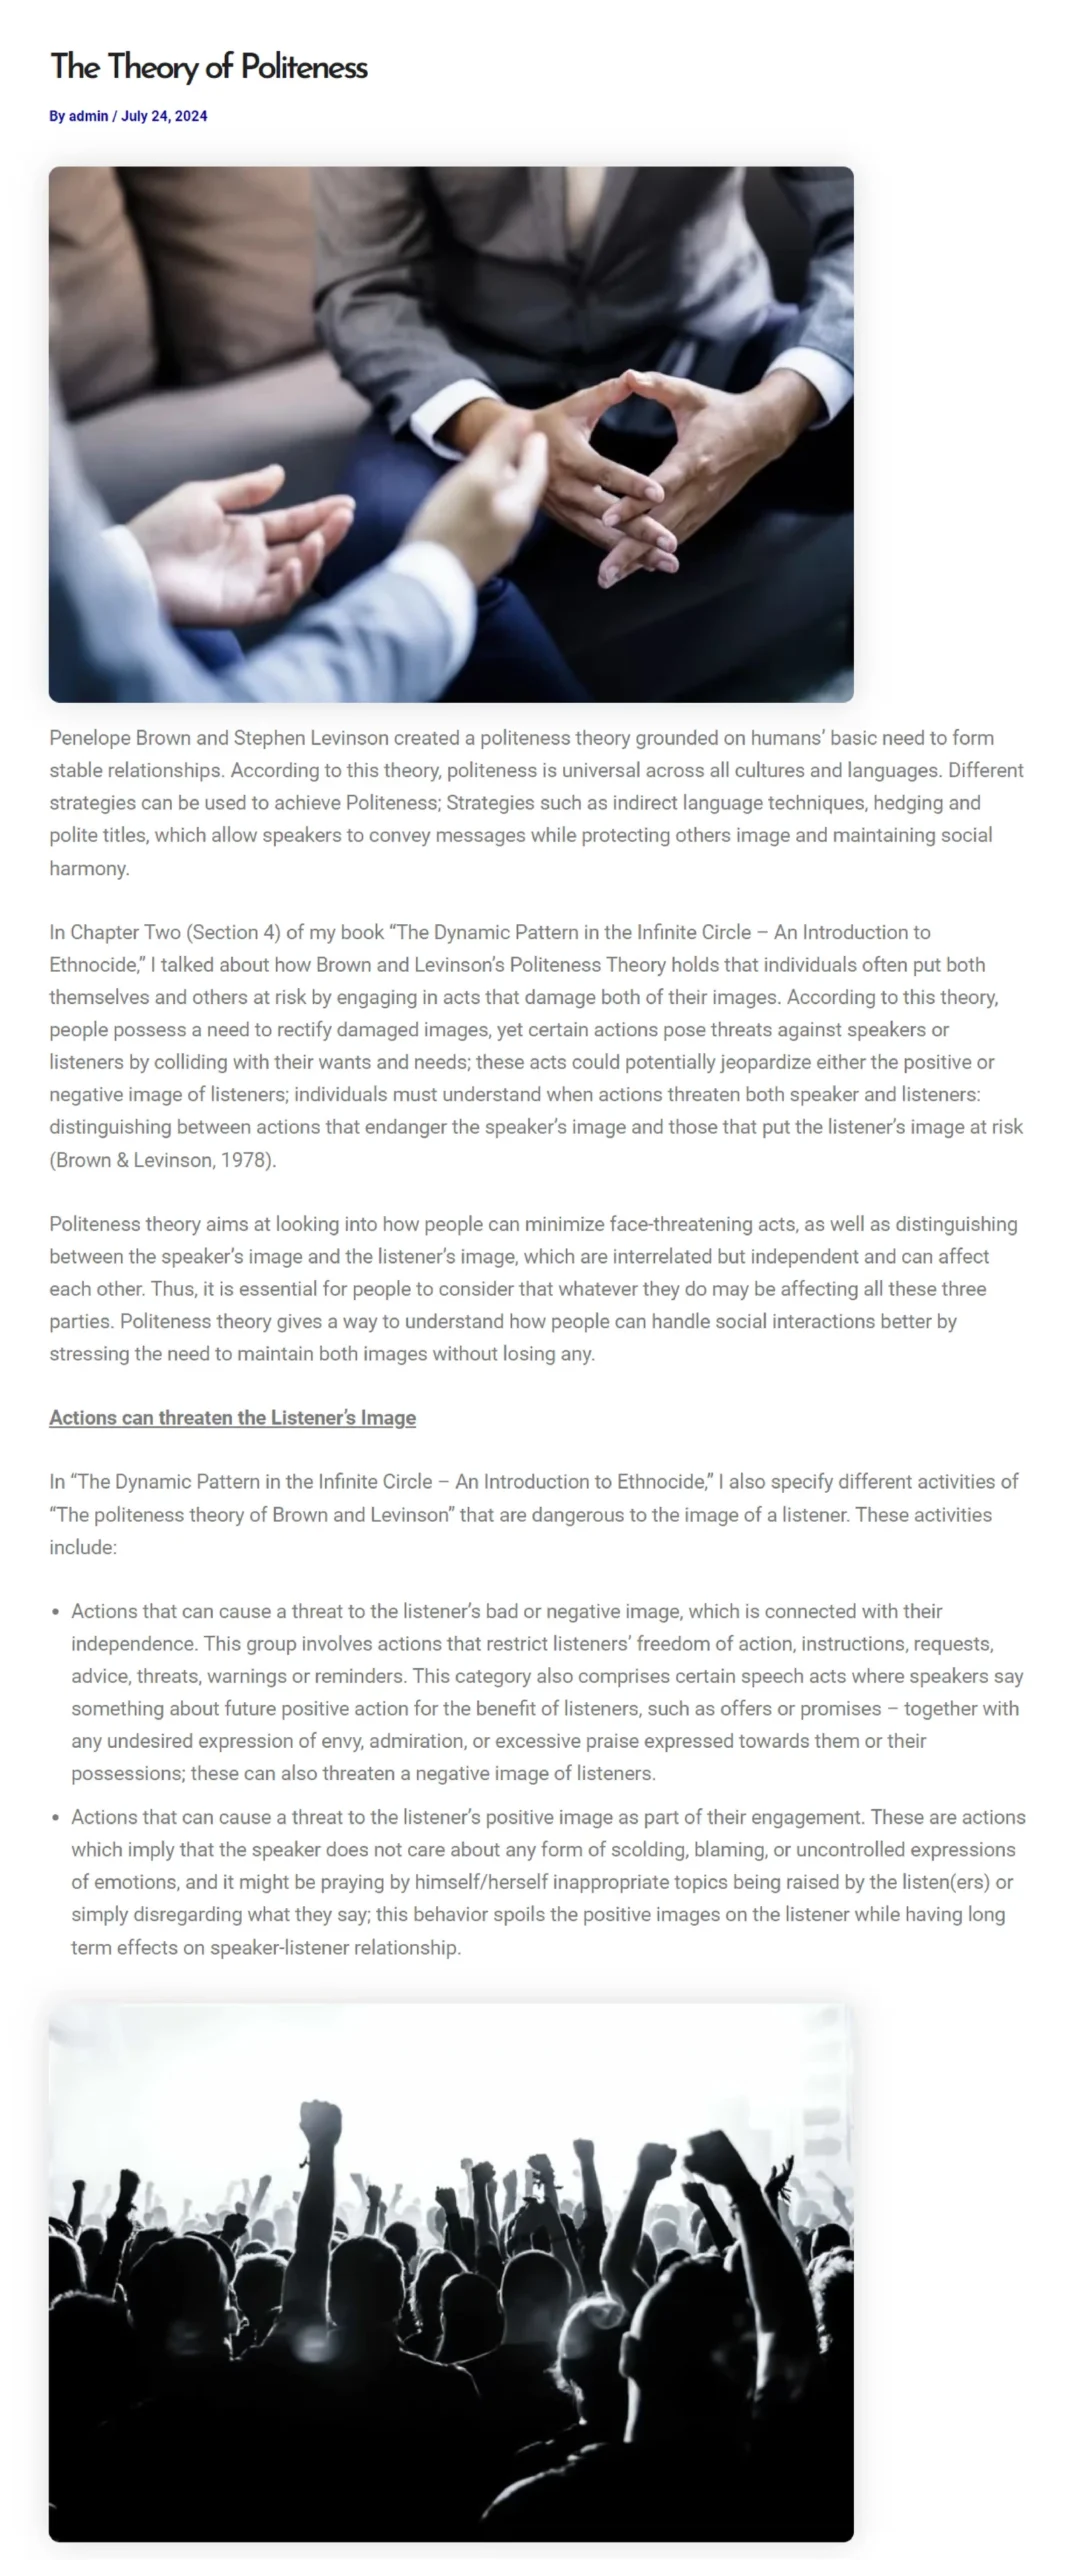 The Theory of Politeness
By admin / July 24, 2024
Penelope Brown and Stephen Levinson created a politeness theory grounded on humans’ basic need to form
stable relationships. According to this theory, politeness is universal across all cultures and languages. Different
strategies can be used to achieve Politeness; Strategies such as indirect language techniques, hedging and
polite titles, which allow speakers to convey messages while protecting others image and maintaining social
harmony.
In Chapter Two (Section 4) of my book “The Dynamic Pattern in the Infinite Circle – An Introduction to
Ethnocide,” I talked about how Brown and Levinson’s Politeness Theory holds that individuals often put both
themselves and others at risk by engaging in acts that damage both of their images. According to this theory,
people possess a need to rectify damaged images, yet certain actions pose threats against speakers or
listeners by colliding with their wants and needs; these acts could potentially jeopardize either the positive or
negative image of listeners; individuals must understand when actions threaten both speaker and listeners:
distinguishing between actions that endanger the speaker’s image and those that put the listener’s image at risk
(Brown & Levinson, 1978).
Politeness theory aims at looking into how people can minimize face-threatening acts, as well as distinguishing
between the speaker’s image and the listener’s image, which are interrelated but independent and can affect
each other. Thus, it is essential for people to consider that whatever they do may be affecting all these three
parties. Politeness theory gives a way to understand how people can handle social interactions better by
stressing the need to maintain both images without losing any.
Actions can threaten the Listener’s Image
In “The Dynamic Pattern in the Infinite Circle – An Introduction to Ethnocide,” I also specify different activities of
“The politeness theory of Brown and Levinson” that are dangerous to the image of a listener. These activities
include:
• Actions that can cause a threat to the listener’s bad or negative image, which is connected with their
independence. This group involves actions that restrict listeners’ freedom of action, instructions, requests,
advice, threats, warnings or reminders. This category also comprises certain speech acts where speakers say
something about future positive action for the benefit of listeners, such as offers or promises – together with
any undesired expression of envy, admiration, or excessive praise expressed towards them or their
possessions; these can also threaten a negative image of listeners.
• Actions that can cause a threat to the listener’s positive image as part of their engagement. These are actions
which imply that the speaker does not care about any form of scolding, blaming, or uncontrolled expressions
of emotions, and it might be praying by himself/herself inappropriate topics being raised by the listen(ers) or
simply disregarding what they say; this behavior spoils the positive images on the listener while having long
term effects on speaker-listener relationship.